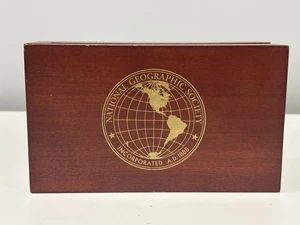 NATIONAL GEOGRAPHIC SOCIETY
INCORPORATED A.D. 1888